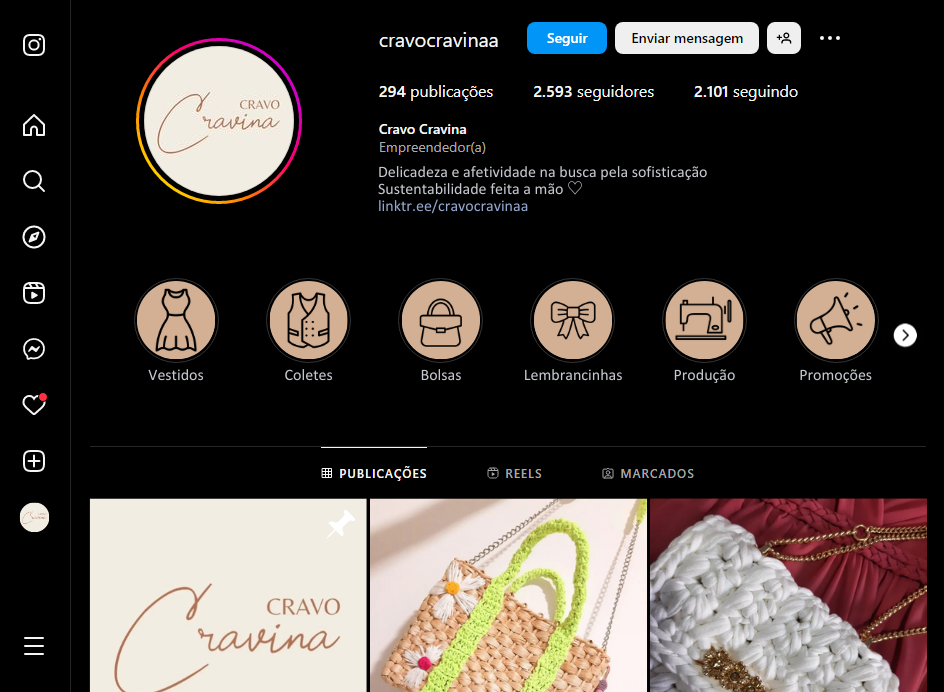 cravocravinaa
Seguir
Enviar mensagem
294 publicações
2.593 seguidores
2.101 seguindo
Cravo Cravina
Empreendedor(a)
Delicadeza e afetividade na busca pela sofisticação
Sustentabilidade feita a mão ♡
linktr.ee/cravocravinaa
CRAVO
Cravina
Vestidos
Coletes
Bolsas
Lembrancinhas
Produção
Promoções
PUBLICAÇÕES
REELS
MARCADOS
CRAVO
Cravina